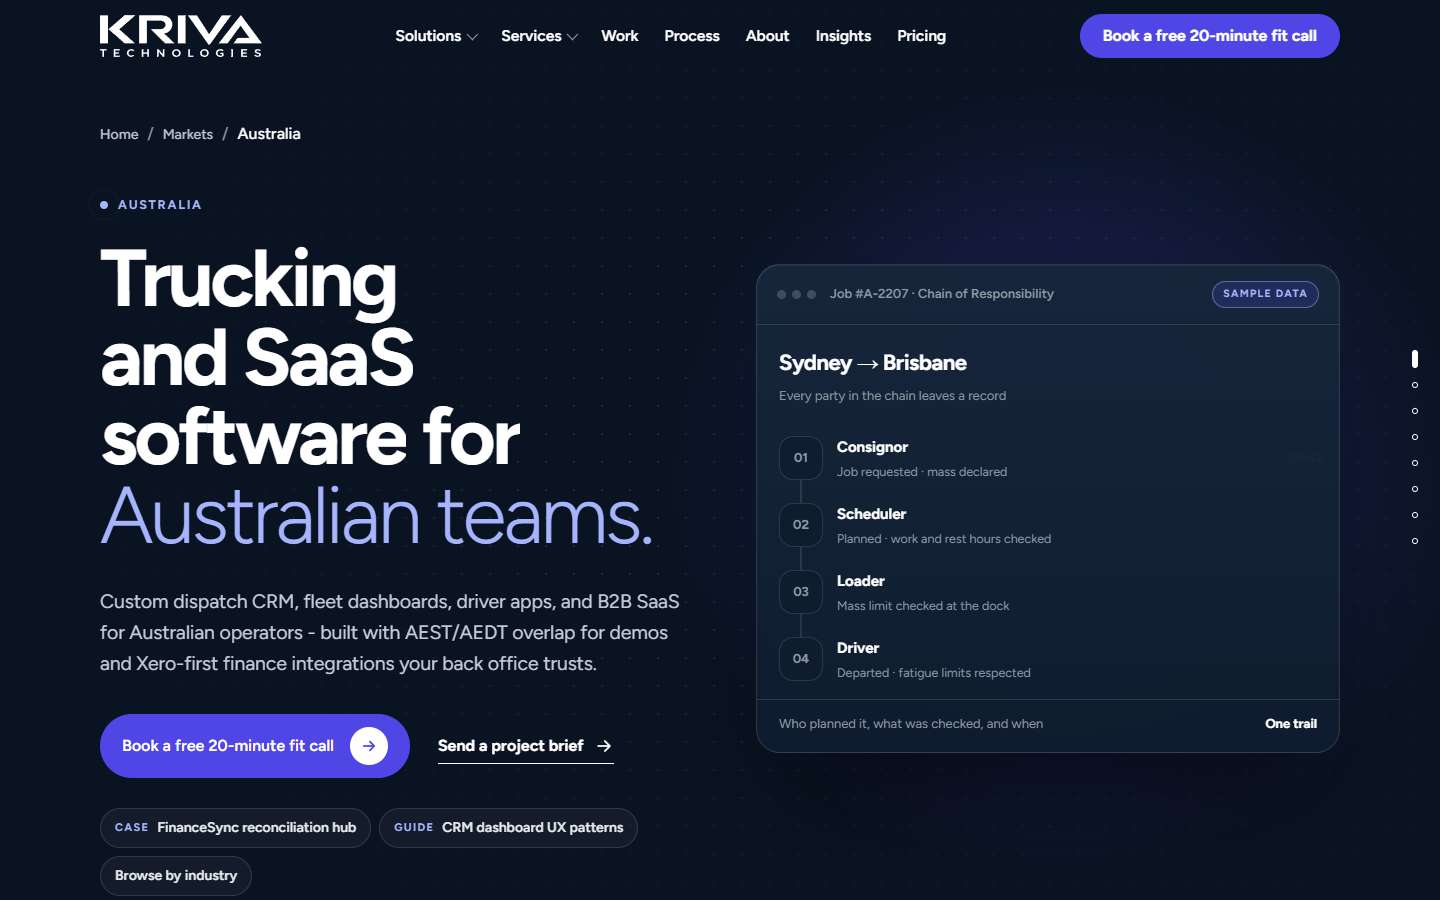 KRIVA
TECHNOLOGIES
Solutions
Services
Work
Process
About
Insights
Pricing
Book a free 20-minute fit call
Home / Markets / Australia
AUSTRALIA
Trucking
and SaaS
software for
Australian teams.
Custom dispatch CRM, fleet dashboards, driver apps, and B2B SaaS
for Australian operators - built with AEST/AEDT overlap for demos
and Xero-first finance integrations your back office trusts.
Book a free 20-minute fit call →
Send a project brief →
CASE FinanceSync reconciliation hub
GUIDE CRM dashboard UX patterns
Browse by industry
Job #A-2207 · Chain of Responsibility
SAMPLE DATA
Sydney → Brisbane
Every party in the chain leaves a record
01
Consignor
Job requested · mass declared
02
Scheduler
Planned · work and rest hours checked
03
Loader
Mass limit checked at the dock
04
Driver
Departed · fatigue limits respected
Who planned it, what was checked, and when
One trail